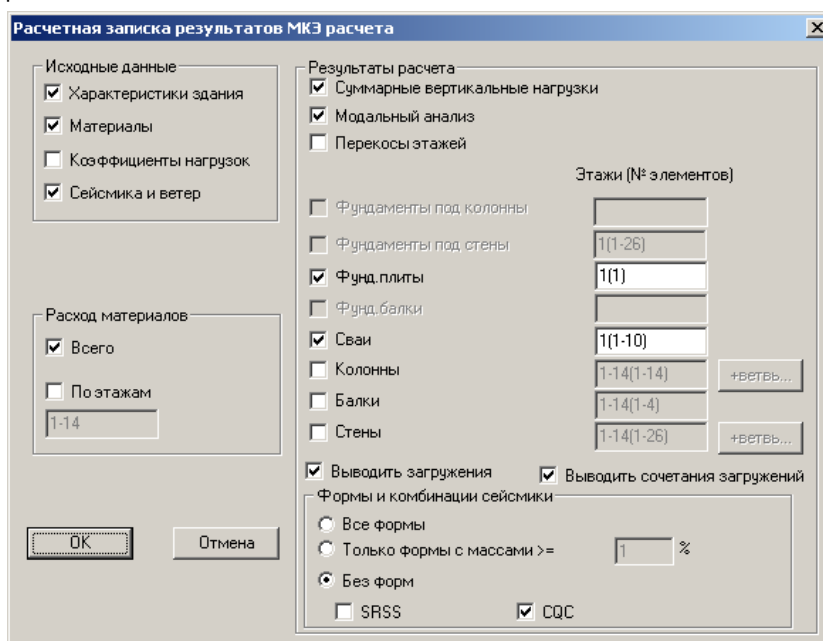 Расчетная записка результатов МКЭ расчета
Исходные данные
Характеристики здания
Материалы
Коэффициенты нагрузок
Сейсмика и ветер
Расход материалов
Всего
По этажам
1-14
OK
Отмена
Результаты расчета
Суммарные вертикальные нагрузки
Модальный анализ
Перекосы этажей
Этажи (№ элементов)
Фундаменты под колонны
Фундаменты под стены 1(1-26)
Фунд.плиты 1(1)
Фунд.балки
Сваи 1(1-10)
Колонны 1-14(1-14) +ветвь...
Балки 1-14(1-4)
Стены 1-14(1-26) +ветвь...
Выводить загружения Выводить сочетания загружений
Формы и комбинации сейсмики
Все формы
Только формы с массами >= 1 %
Без форм
SRSS CQC